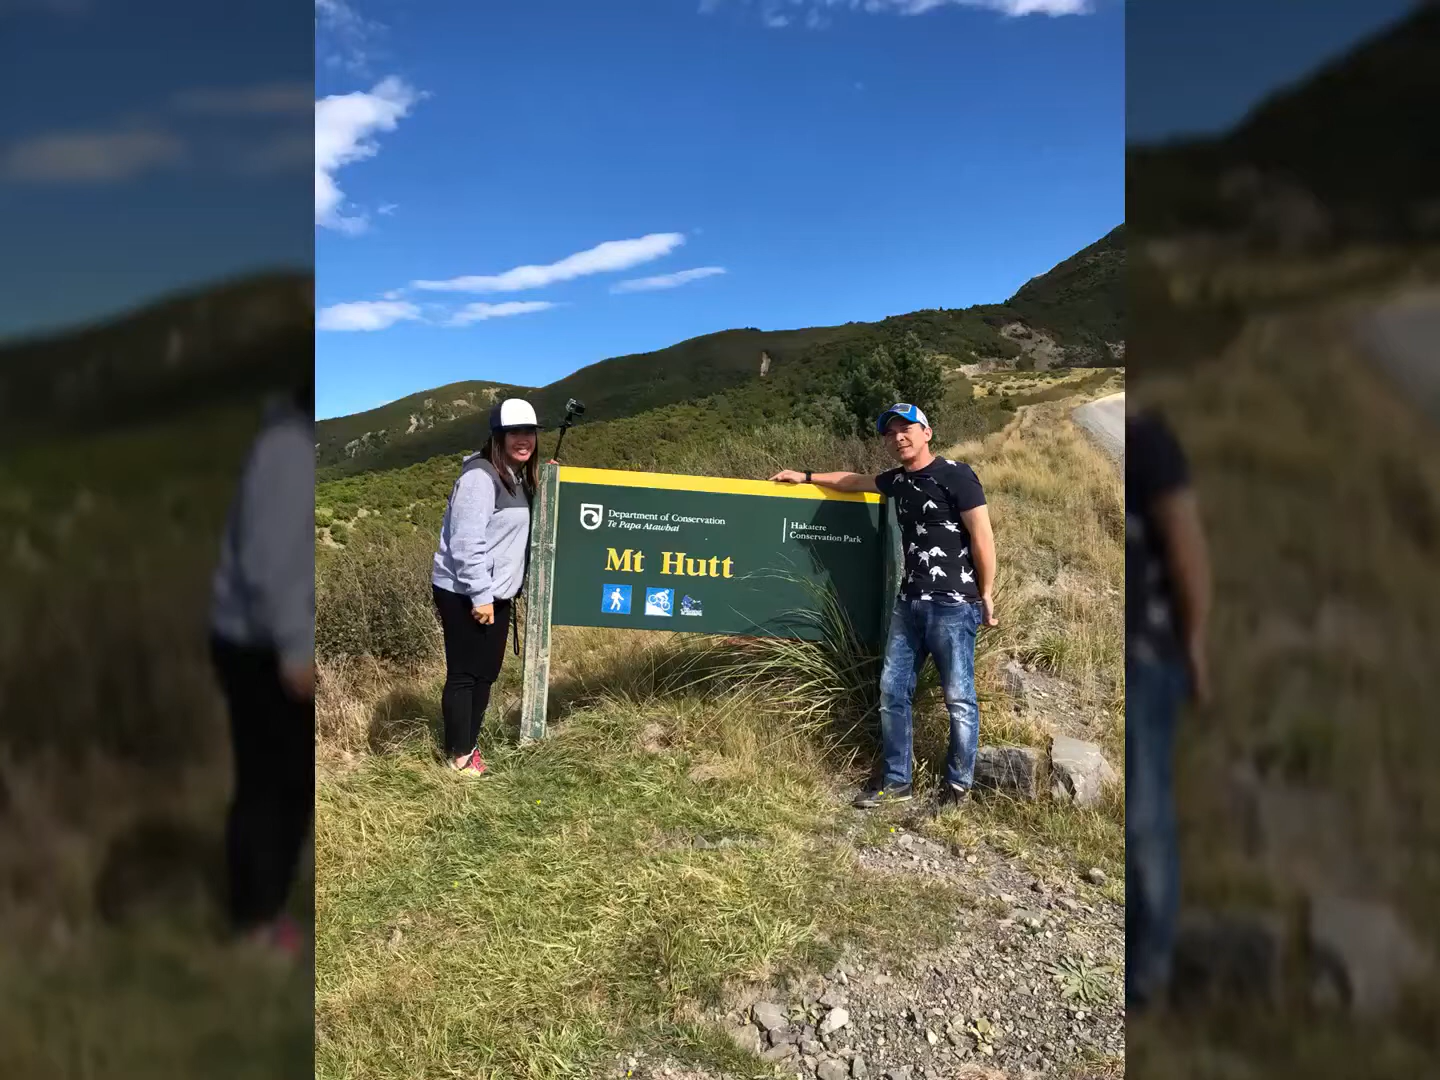 Department of Conservation
Te Papa Atawhai
Hakatere
Conservation Park
Mt Hutt